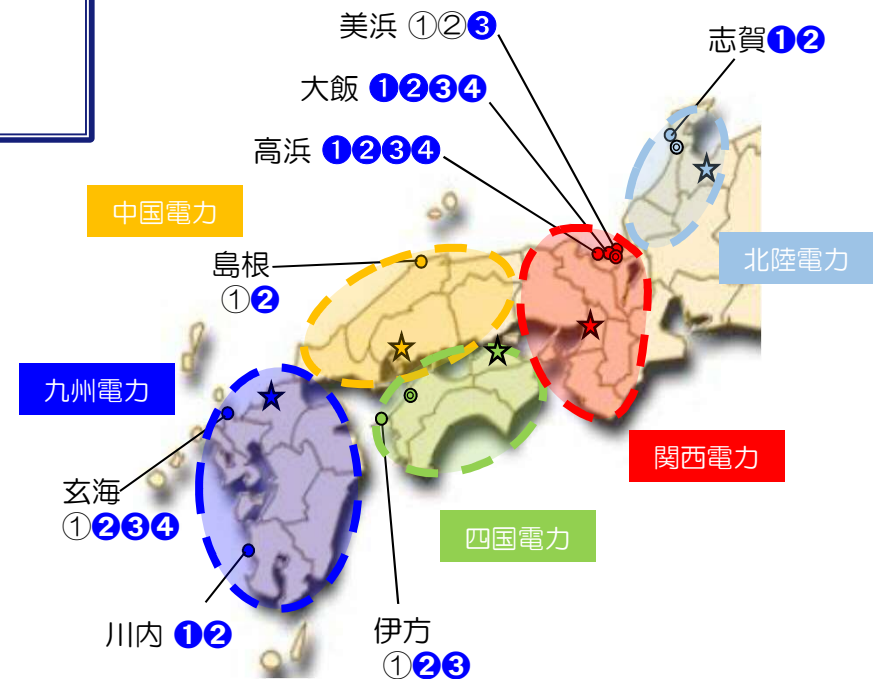 美浜 ①②❸
志賀❶❷
大飯 ❶❷❸❹
高浜 ❶❷❸❹
中国電力
北陸電力
島根
①❷
九州電力
関西電力
玄海
①❷❸❹
四国電力
川内 ❶❷
伊方
①❷❸